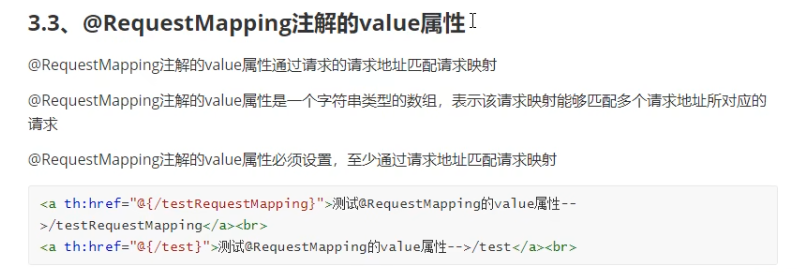 3.3、@RequestMapping注解的value属性
@RequestMapping注解的value属性通过请求的请求地址匹配请求映射
@RequestMapping注解的value属性是一个字符串类型的数组，表示该请求映射能够匹配多个请求地址所对应的
请求
@RequestMapping注解的value属性必须设置，至少通过请求地址匹配请求映射
<a th:href="@{/testRequestMapping}">测试@RequestMapping的value属性--
>/testRequestMapping</a><br>
<a th:href="@{/test}">测试@RequestMapping的value属性-->/test</a><br>